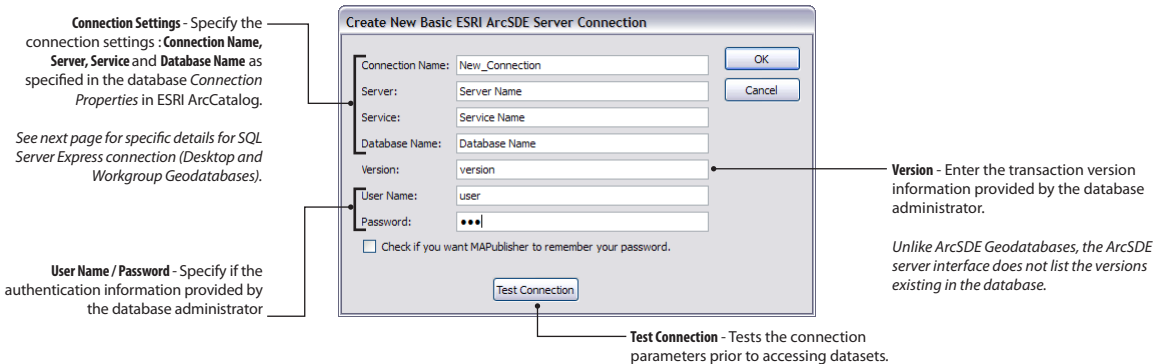 Connection Settings - Specify the
connection settings : Connection Name,
Server, Service and Database Name as
specified in the database Connection
Properties in ESRI ArcCatalog.
See next page for specific details for SQL
Server Express connection (Desktop and
Workgroup Geodatabases).
User Name / Password - Specify if the
authentication information provided by
the database administrator
Create New Basic ESRI ArcSDE Server Connection
Connection Name: New_Connection
OK
Server: Server Name
Cancel
Service: Service Name
Database Name: Database Name
Version: version
User Name: user
Password: •••
Check if you want MAPublisher to remember your password.
Test Connection
Version - Enter the transaction version
information provided by the database
administrator.
Unlike ArcSDE Geodatabases, the ArcSDE
server interface does not list the versions
existing in the database.
Test Connection - Tests the connection
parameters prior to accessing datasets.